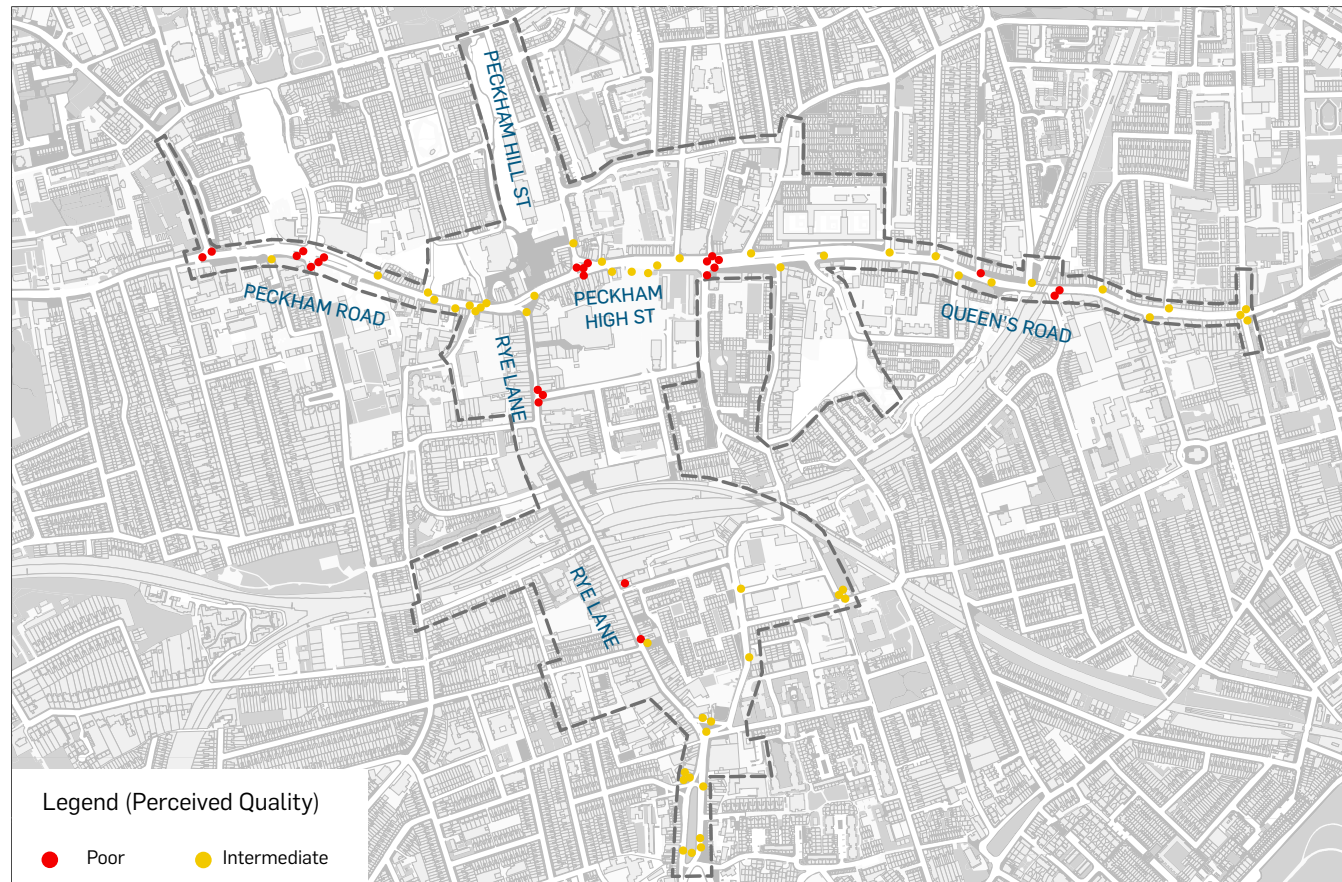 PECKHAM HILL ST
PECKHAM ROAD
PECKHAM
HIGH ST
QUEEN'S ROAD
RYE LANE
RYE LANE
Legend (Perceived Quality)
Poor
Intermediate